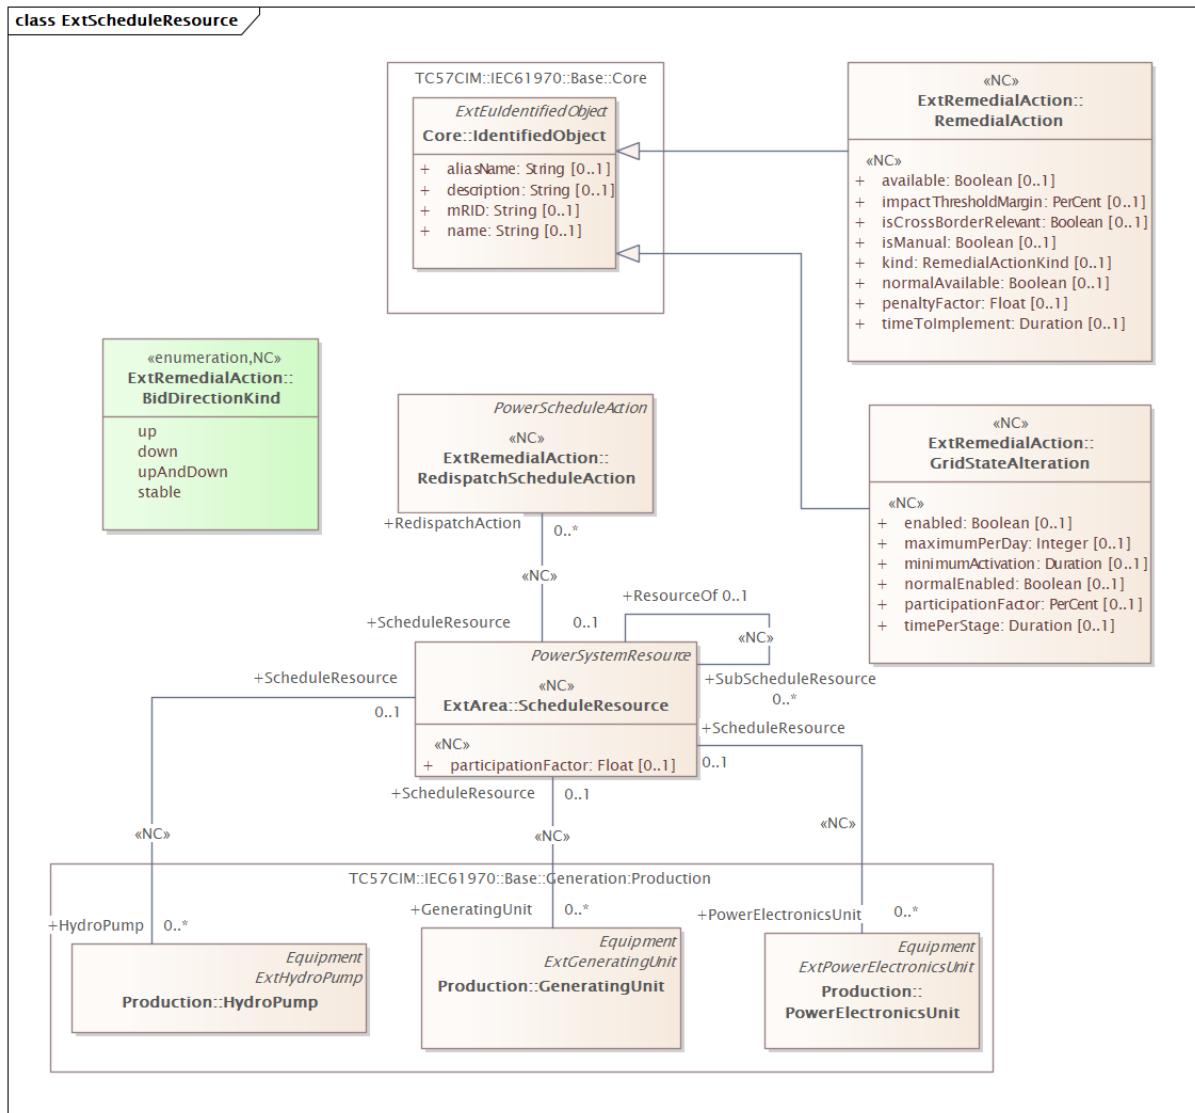 class ExtScheduleResource
TC57CIM::IEC61970::Base::Core
ExtEuIdentifiedObject
Core::IdentifiedObject
+ aliasName: String [0..1]
+ description: String [0..1]
+ mRID: String [0..1]
+ name: String [0..1]
«NC»
ExtRemedialAction::
RemedialAction
«NC»
+ available: Boolean [0..1]
+ impactThresholdMargin: PerCent [0..1]
+ isCrossBorderRelevant: Boolean [0..1]
+ isManual: Boolean [0..1]
+ kind: RemedialActionKind [0..1]
+ normalAvailable: Boolean [0..1]
+ penaltyFactor: Float [0..1]
+ timeToImplement: Duration [0..1]
«enumeration,NC»
ExtRemedialAction::
BidDirectionKind
up
down
upAndDown
stable
PowerScheduleAction
«NC»
ExtRemedialAction::
RedispatchScheduleAction
«NC»
ExtRemedialAction::
GridStateAlteration
«NC»
+ enabled: Boolean [0..1]
+ maximumPerDay: Integer [0..1]
+ minimumActivation: Duration [0..1]
+ normalEnabled: Boolean [0..1]
+ participationFactor: PerCent [0..1]
+ timePerStage: Duration [0..1]
+RedispatchAction
0..*
«NC»
+ScheduleResource
0..1
+ResourceOf 0..1
«NC»
+SubScheduleResource
0..*
PowerSystemResource
«NC»
ExtArea::ScheduleResource
«NC»
+ participationFactor: Float [0..1]
+ScheduleResource
0..1
+ScheduleResource
0..1
+ScheduleResource
0..1
«NC»
«NC»
«NC»
TC57CIM::IEC61970::Base::Generation:Production
+HydroPump
0..*
+GeneratingUnit
0..*
+PowerElectronicsUnit
0..*
Equipment
ExtHydroPump
Production::HydroPump
Equipment
ExtGeneratingUnit
Production::GeneratingUnit
Equipment
ExtPowerElectronicsUnit
Production::
PowerElectronicsUnit